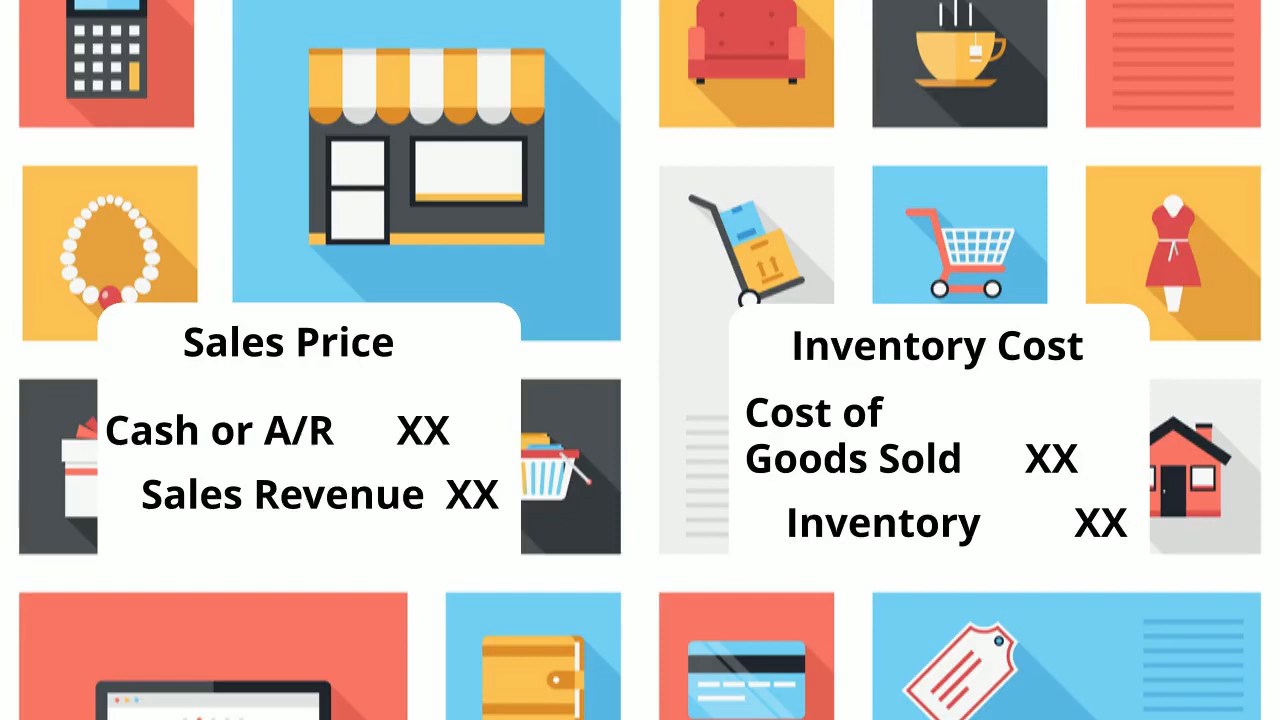 Sales Price
Cash or A/R XX
Sales Revenue XX
Inventory Cost
Cost of
Goods Sold XX
Inventory XX